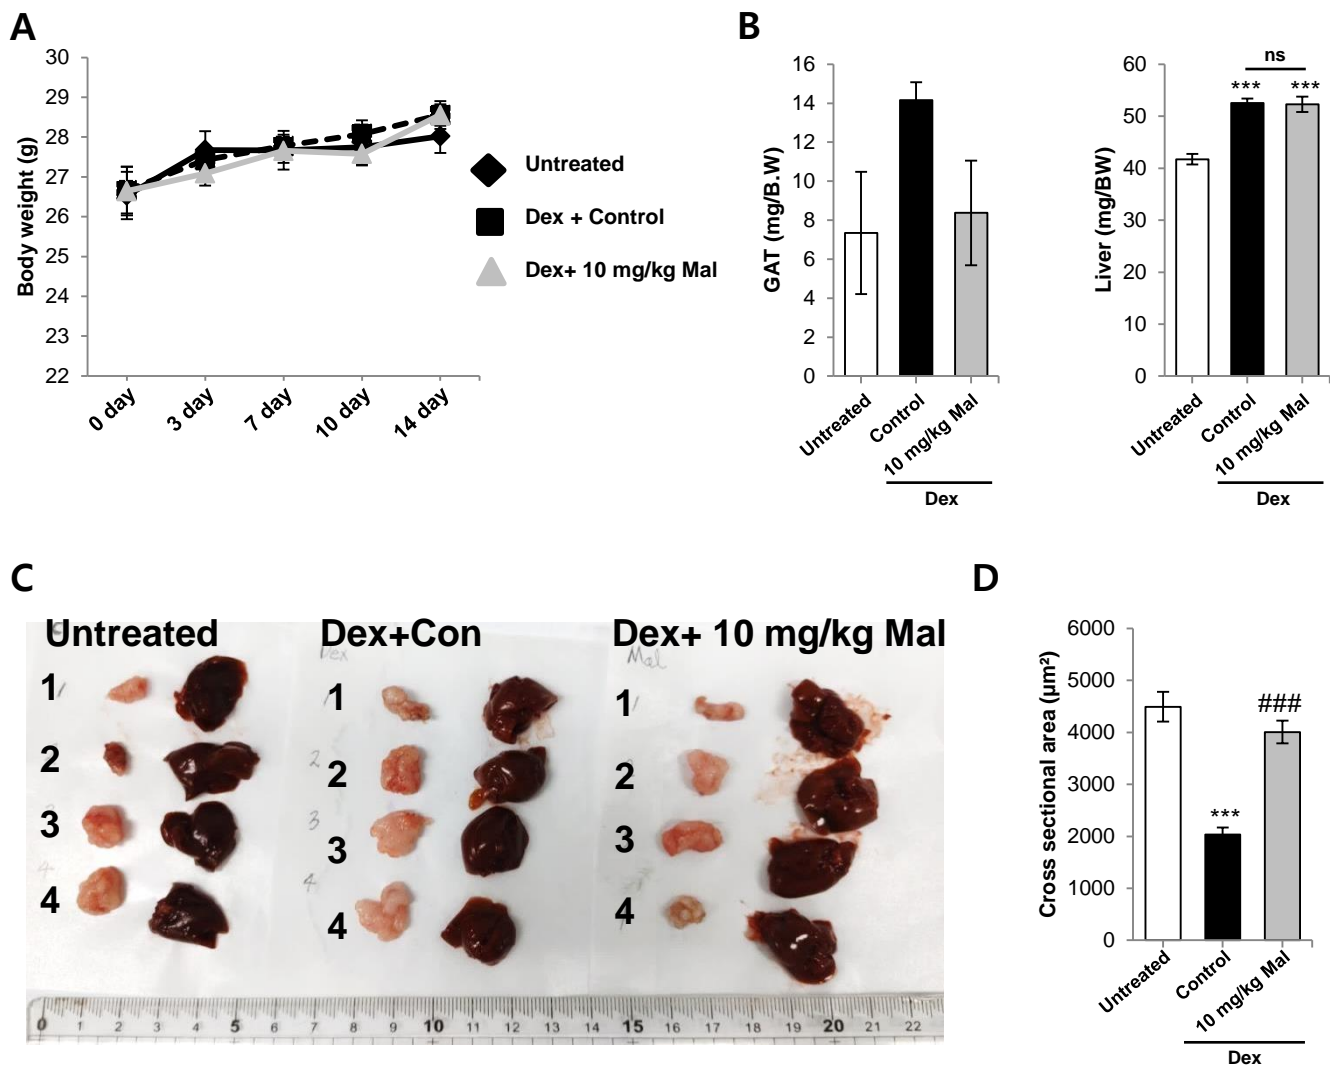 A
30
29
28
27
26
25
24
23
22
Body weight (g)
0 day
3 day
7 day
10 day
14 day
Untreated
Dex + Control
Dex+ 10 mg/kg Mal
B
16
14
12
10
8
6
4
2
0
GAT (mg/B.W)
Untreated
Control
10 mg/kg Mal
Dex
60
50
40
30
20
10
0
Liver (mg/BW)
ns
***
***
Untreated
Control
10 mg/kg Mal
Dex
C
Untreated
Dex+Con
Dex+ 10 mg/kg Mal
Dex
Mal
1
2
3
4
1
2
3
4
1
2
3
4
2
3
4
0 1 2 3 4 5 6 7 8 9 10 11 12 13 14 15 16 17 18 19 20 21 22
D
6000
5000
4000
3000
2000
1000
0
Cross sectional area (µm²)
***
###
Untreated
Control
10 mg/kg Mal
Dex